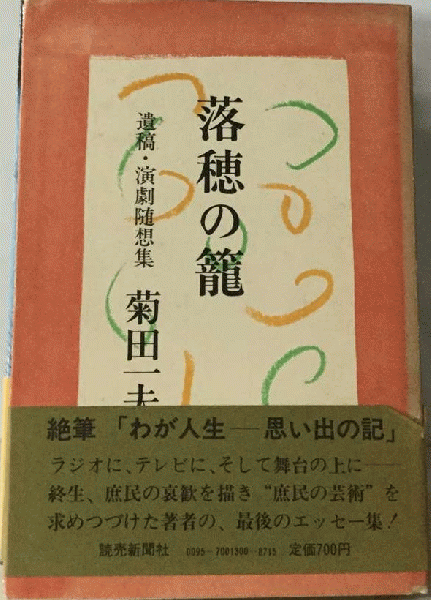 落穂の籠
遺稿・演劇随想集
菊田一夫
絶筆「わが人生―思い出の記」
ラジオに、テレビに、そして舞台の上に――
終生、庶民の哀歓を描き“庶民の芸術”を
求めつづけた著者の、最後のエッセー集!
読売新聞社 0095-7001300-8715 定価700円